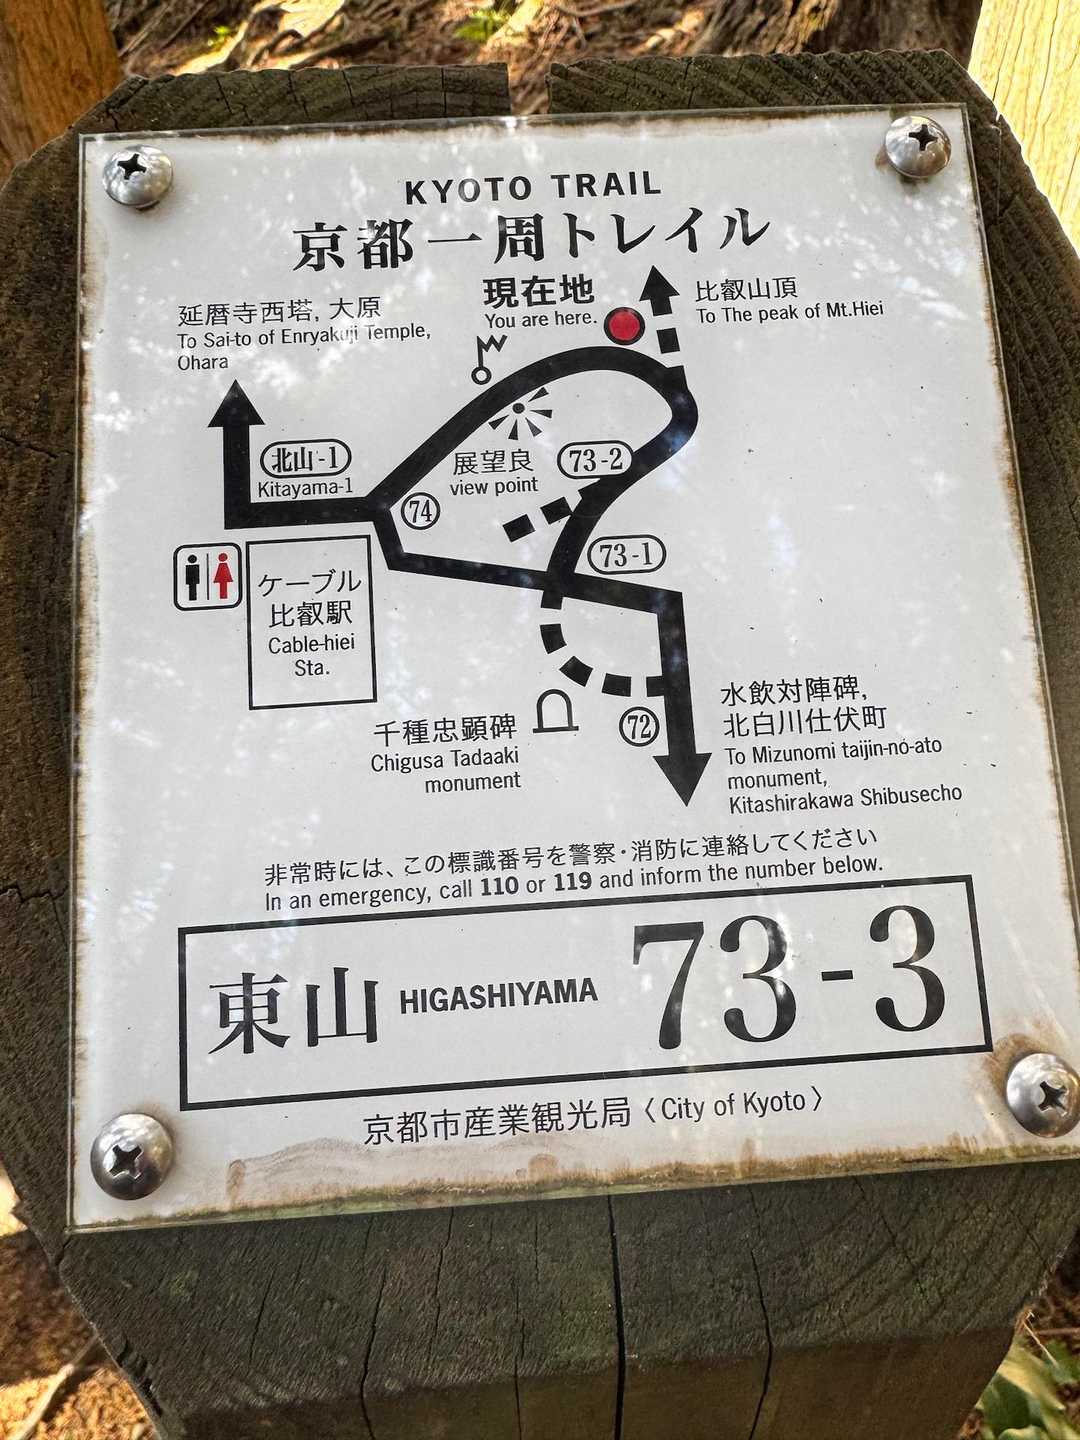 KYOTO TRAIL
京都一周トレイル
現在地
You are here.
比叡山頂
To The peak of Mt.Hiei
延暦寺西塔, 大原
To Sai-to of Enryakuji Temple,
Ohara
北山-1
Kitayama-1
展望良
view point
73-2
74
73-1
ケーブル
比叡駅
Cable-hiei
Sta.
千種忠顕碑
Chigusa Tadaaki
monument
72
水飲対陣碑,
北白川仕伏町
To Mizunomi taijin-no-ato
monument,
Kitashirakawa Shibusecho
非常時には、この標識番号を警察・消防に連絡してください
In an emergency, call 110 or 119 and inform the number below.
東山 HIGASHIYAMA 73-3
京都市産業観光局〈City of Kyoto〉